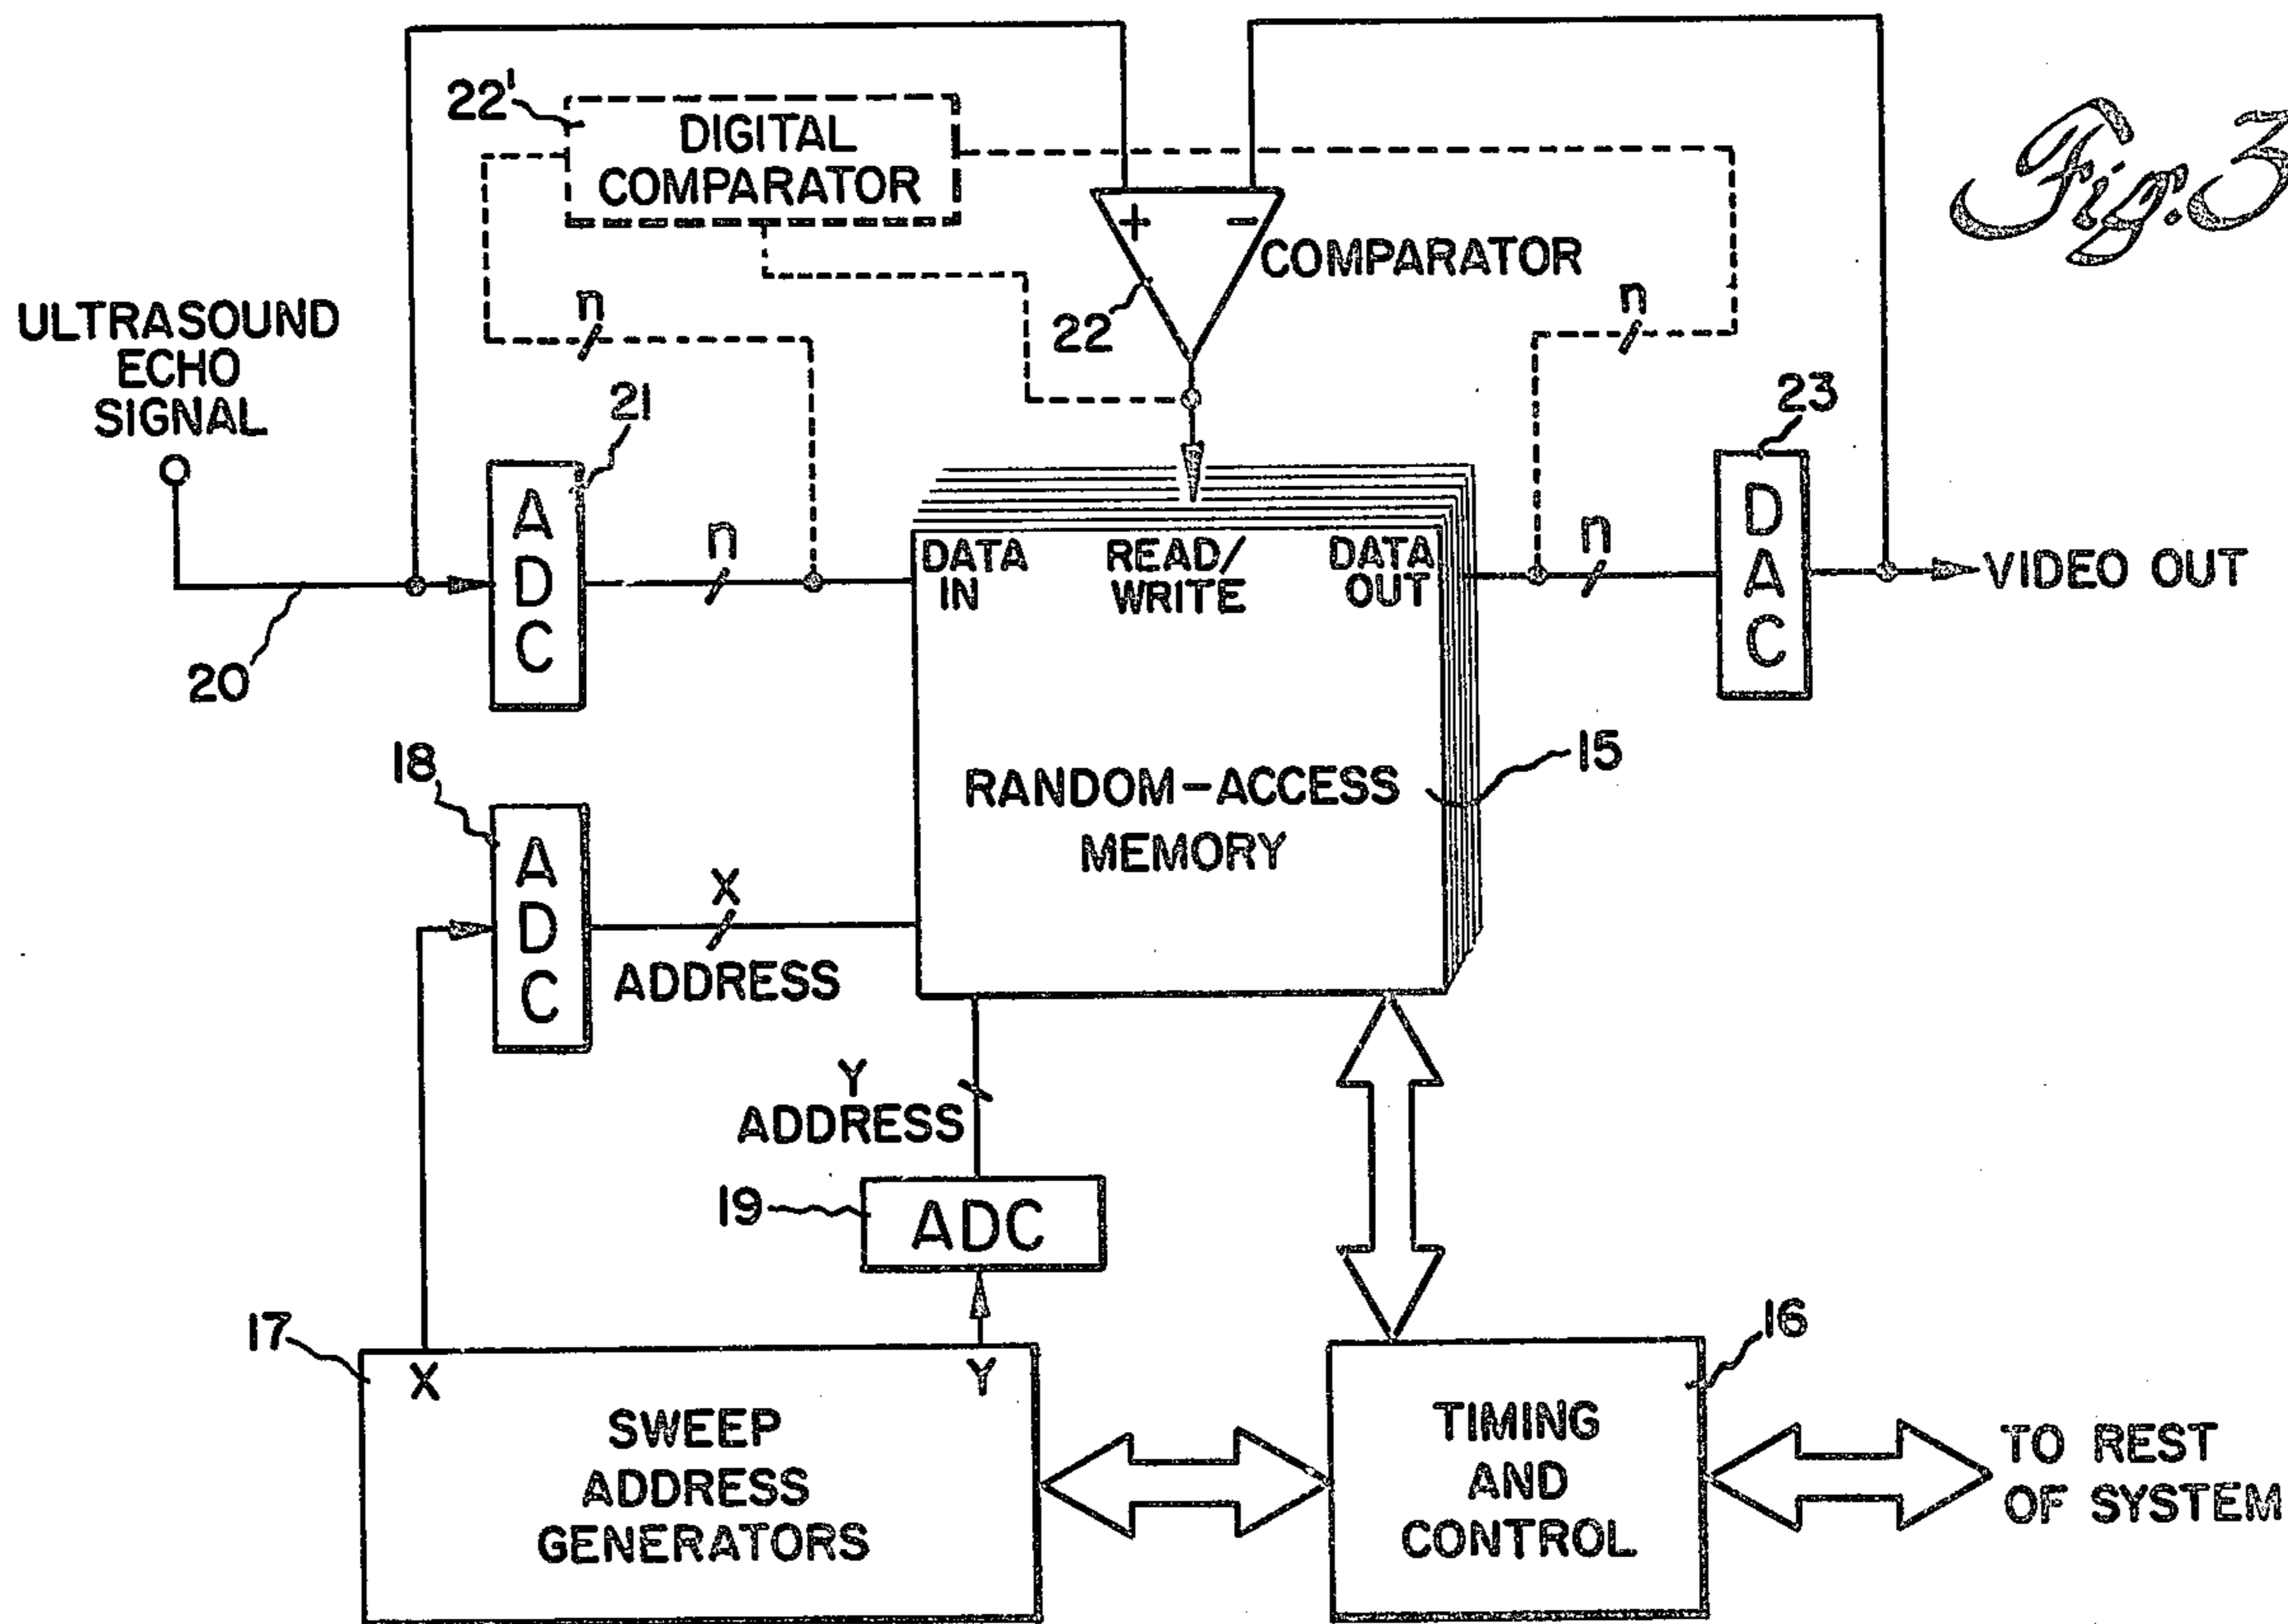 Fig. 3
22'
DIGITAL
COMPARATOR
+
-
COMPARATOR
22
n
n
ULTRASOUND
ECHO
SIGNAL
21
23
20
ADC
n
DATA
IN
READ/
WRITE
DATA
OUT
n
DAC
VIDEO OUT
18
ADC
X
ADDRESS
RANDOM-ACCESS
MEMORY
15
Y
ADDRESS
19
ADC
17
X
Y
SWEEP
ADDRESS
GENERATORS
16
TIMING
AND
CONTROL
TO REST
OF SYSTEM